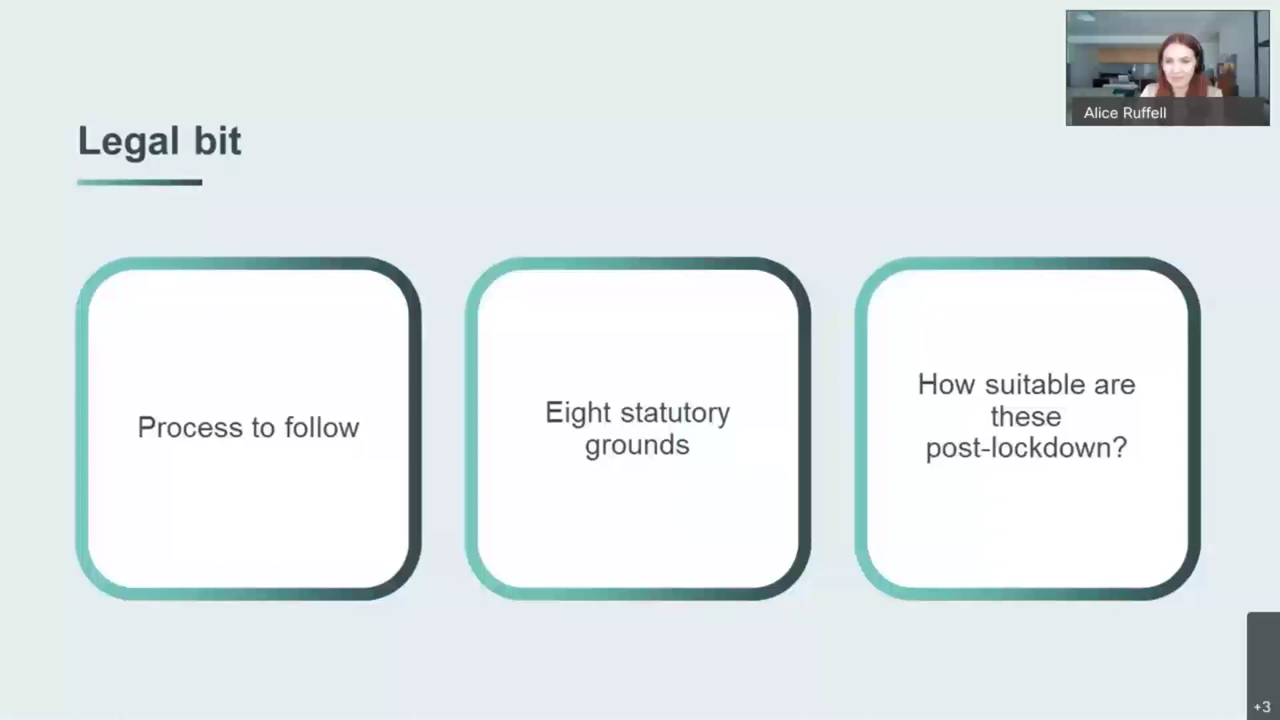 Alice Ruffell
Legal bit
Process to follow
Eight statutory
grounds
How suitable are
these
post-lockdown?
+3